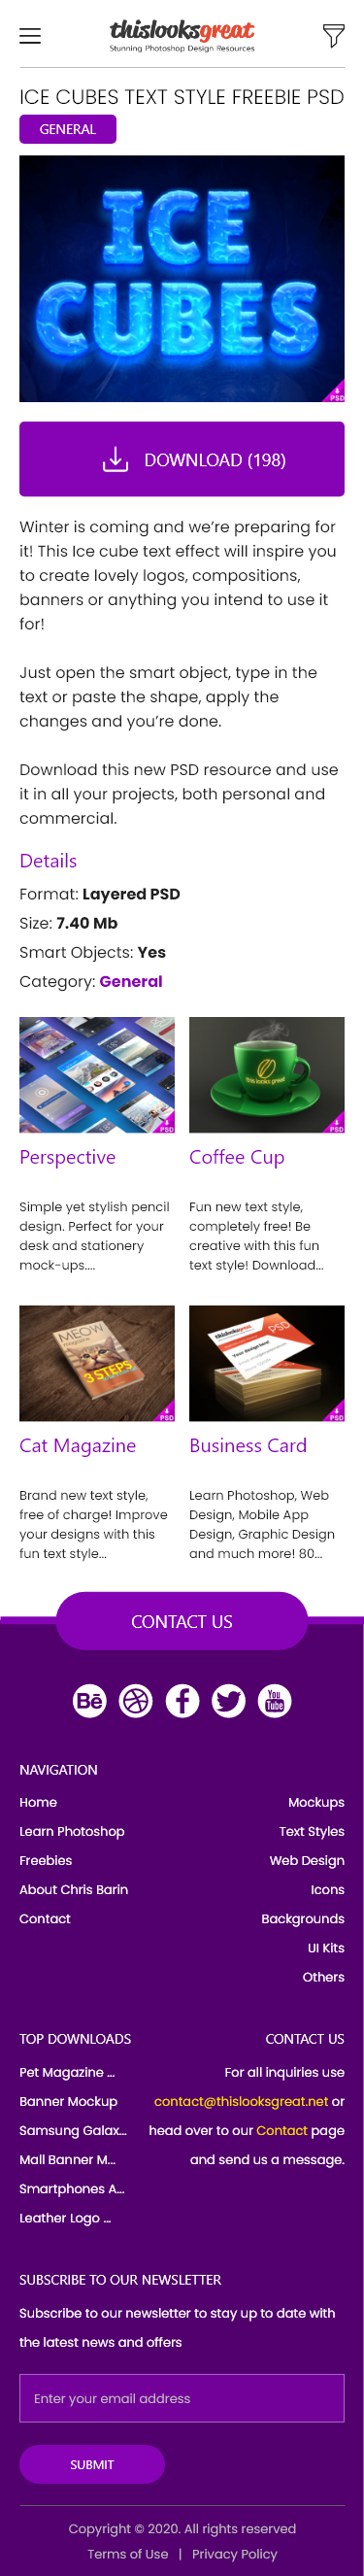 thislooksgreat
Stunning Photoshop Design Resources
ICE CUBES TEXT STYLE FREEBIE PSD
GENERAL
ICE
CUBES
PSD
DOWNLOAD (198)
Winter is coming and we’re preparing for
it! This Ice cube text effect will inspire you
to create lovely logos, compositions,
banners or anything you intend to use it
for!
Just open the smart object, type in the
text or paste the shape, apply the
changes and you’re done.
Download this new PSD resource and use
it in all your projects, both personal and
commercial.
Details
Format: Layered PSD
Size: 7.40 Mb
Smart Objects: Yes
Category: General
PSD
Perspective
Simple yet stylish pencil
design. Perfect for your
desk and stationery
mock-ups....
this looks great
PSD
Coffee Cup
Fun new text style,
completely free! Be
creative with this fun
text style! Download...
MEOW
3 STEPS
PSD
Cat Magazine
Brand new text style,
free of charge! Improve
your designs with this
fun text style...
thislooksgreat
PSD
Your design here!
PSD
Business Card
Learn Photoshop, Web
Design, Mobile App
Design, Graphic Design
and much more! 80...
CONTACT US
Bē
You
Tube
NAVIGATION
Home
Learn Photoshop
Freebies
About Chris Barin
Contact
Mockups
Text Styles
Web Design
Icons
Backgrounds
UI Kits
Others
TOP DOWNLOADS
Pet Magazine ...
Banner Mockup
Samsung Galax...
Mall Banner M...
Smartphones A...
Leather Logo ...
CONTACT US
For all inquiries use
contact@thislooksgreat.net or
head over to our Contact page
and send us a message.
SUBSCRIBE TO OUR NEWSLETTER
Subscribe to our newsletter to stay up to date with
the latest news and offers
Enter your email address
SUBMIT
Copyright © 2020. All rights reserved
Terms of Use | Privacy Policy